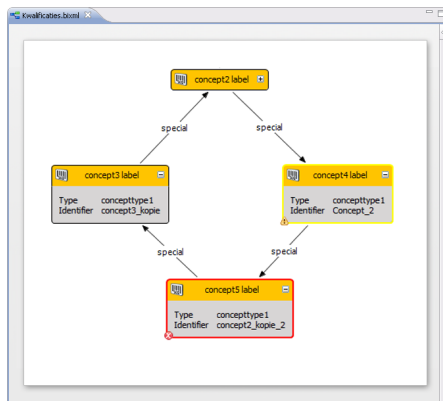 Kwalificaties.bixml
concept2 label
special
special
concept3 label
Type concepttype1
Identifier concept3_kopie
concept4 label
Type concepttype1
Identifier Concept_2
special
special
concept5 label
Type concepttype1
Identifier concept2_kopie_2